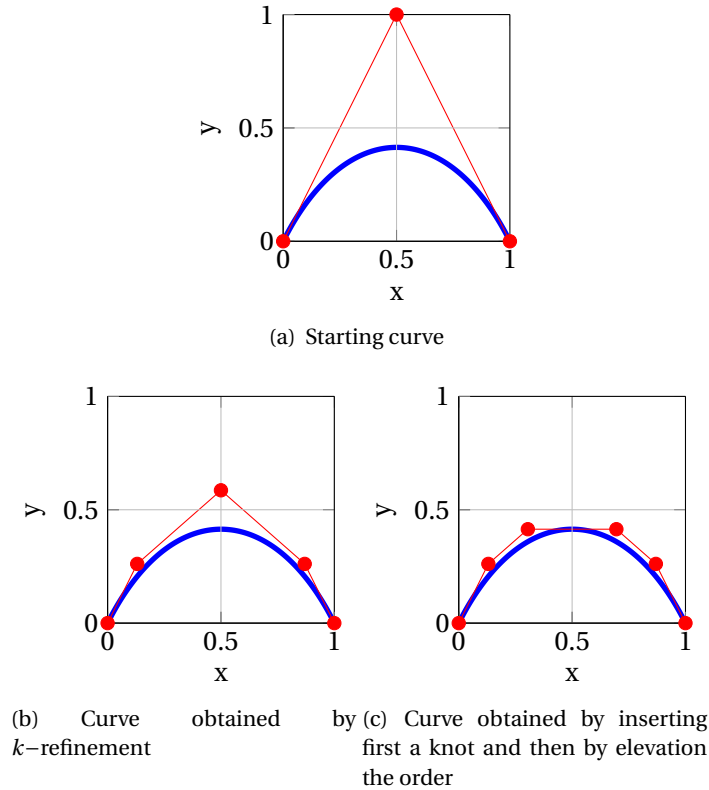 1
0.5
y
0
0 0.5 1
x
(a) Starting curve
1 1
0.5 0.5
y y
0 0
0 0.5 1 0 0.5 1
x x
(b) Curve obtained by
k−refinement
(c) Curve obtained by inserting
first a knot and then by elevation
the order